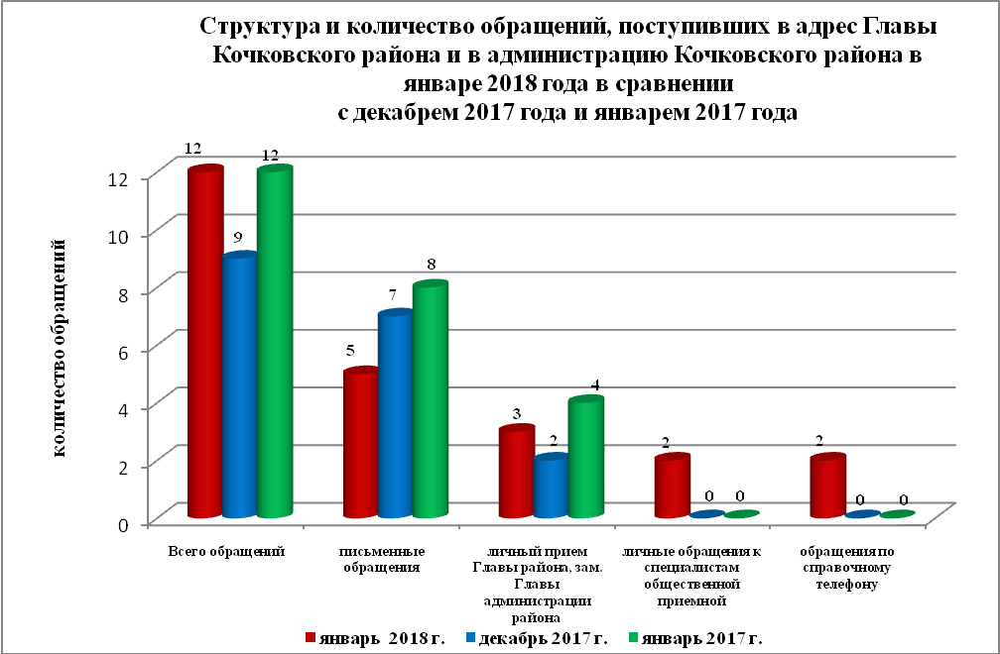 Структура и количество обращений, поступивших в адрес Главы
Кочковского района и в администрацию Кочковского района в
январе 2018 года в сравнении
с декабрем 2017 года и январем 2017 года
количество обращений
12
10
8
6
4
2
0
12
9
12
5
7
8
3
2
4
2
0
0
2
0
0
Всего обращений
письменные
обращения
личный прием
Главы района, зам.
Главы
администрации
района
личные обращения к
специалистам
общественной
приемной
обращения по
справочному
телефону
январь 2018 г.
декабрь 2017 г.
январь 2017 г.